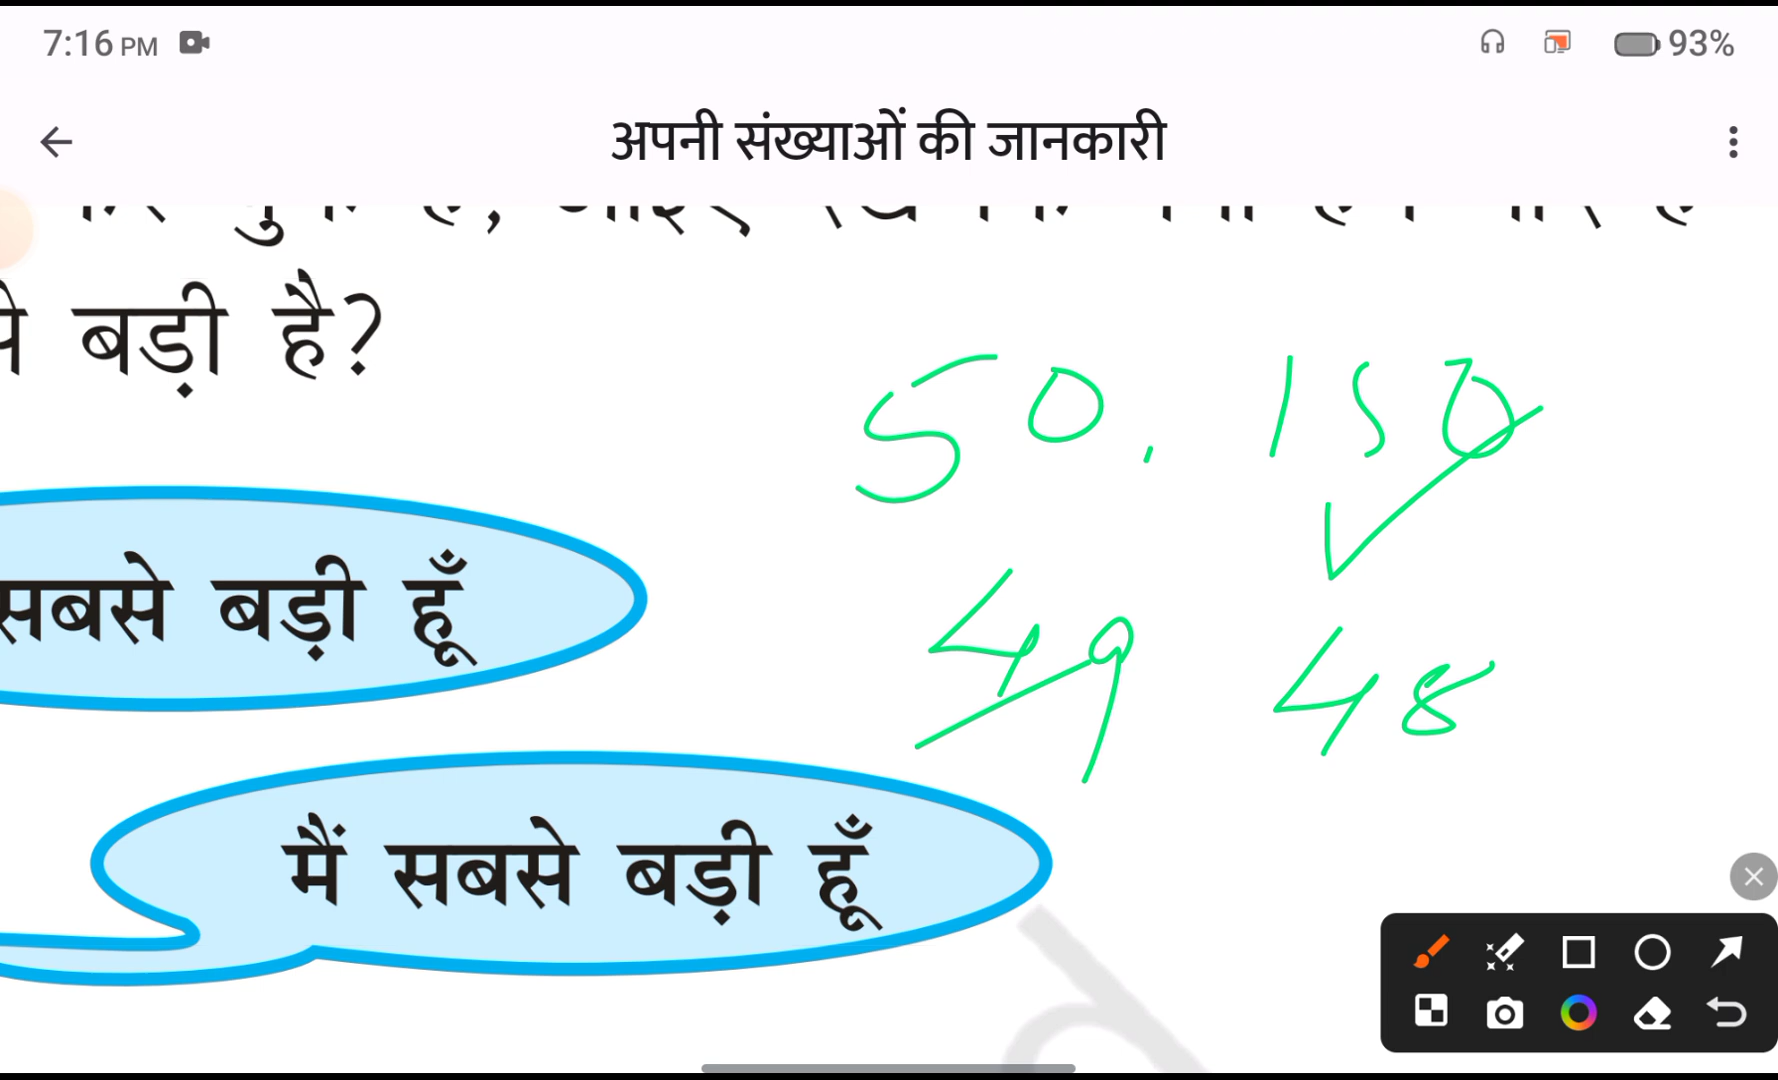 7:16 PM 93%
अपनी संख्याओं की जानकारी
बड़ी है?
50. 150
सबसे बड़ी हूँ
49 48
मैं सबसे बड़ी हूँ